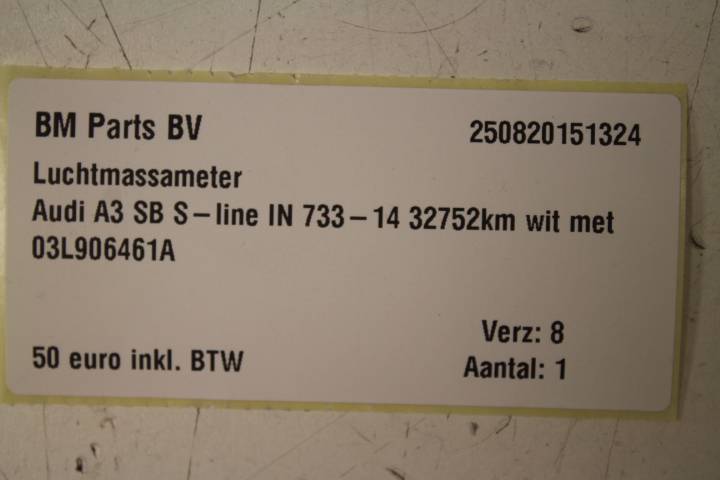 BM Parts BV 250820151324
Luchtmassameter
Audi A3 SB S-line IN 733-14 32752km wit met
03L906461A
Verz: 8
50 euro inkl. BTW Aantal: 1